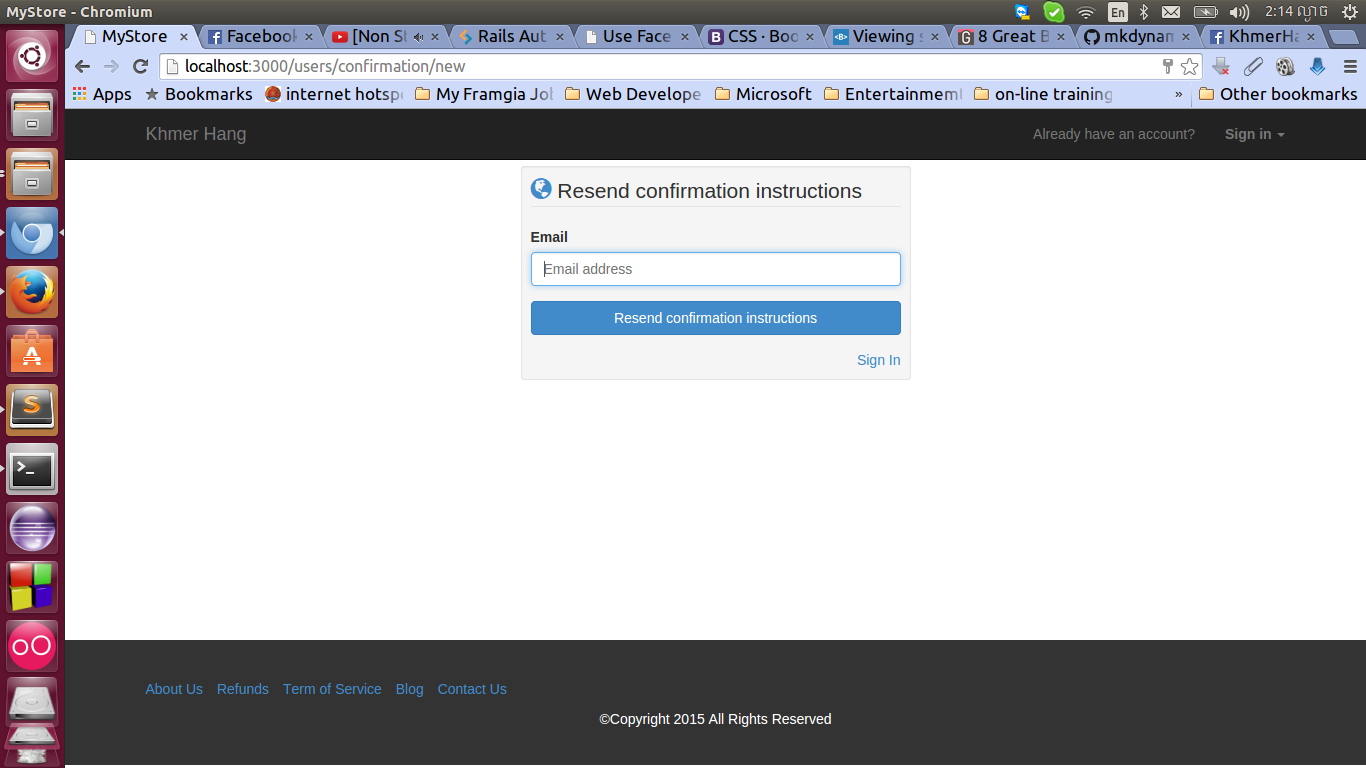 MyStore - Chromium
En
2:14 ល្ងាច
MyStore
Facebook
[Non St
Rails Aut
Use Face
CSS · Boo
Viewing s
8 Great B
mkdynam
KhmerHa
localhost:3000/users/confirmation/new
Apps
Bookmarks
internet hotspo
My Framgia Job
Web Develope
Microsoft
Entertainment
on-line training
»
Other bookmarks
Khmer Hang
Already have an account?
Sign in
Resend confirmation instructions
Email
Email address
Resend confirmation instructions
Sign In
About Us
Refunds
Term of Service
Blog
Contact Us
©Copyright 2015 All Rights Reserved